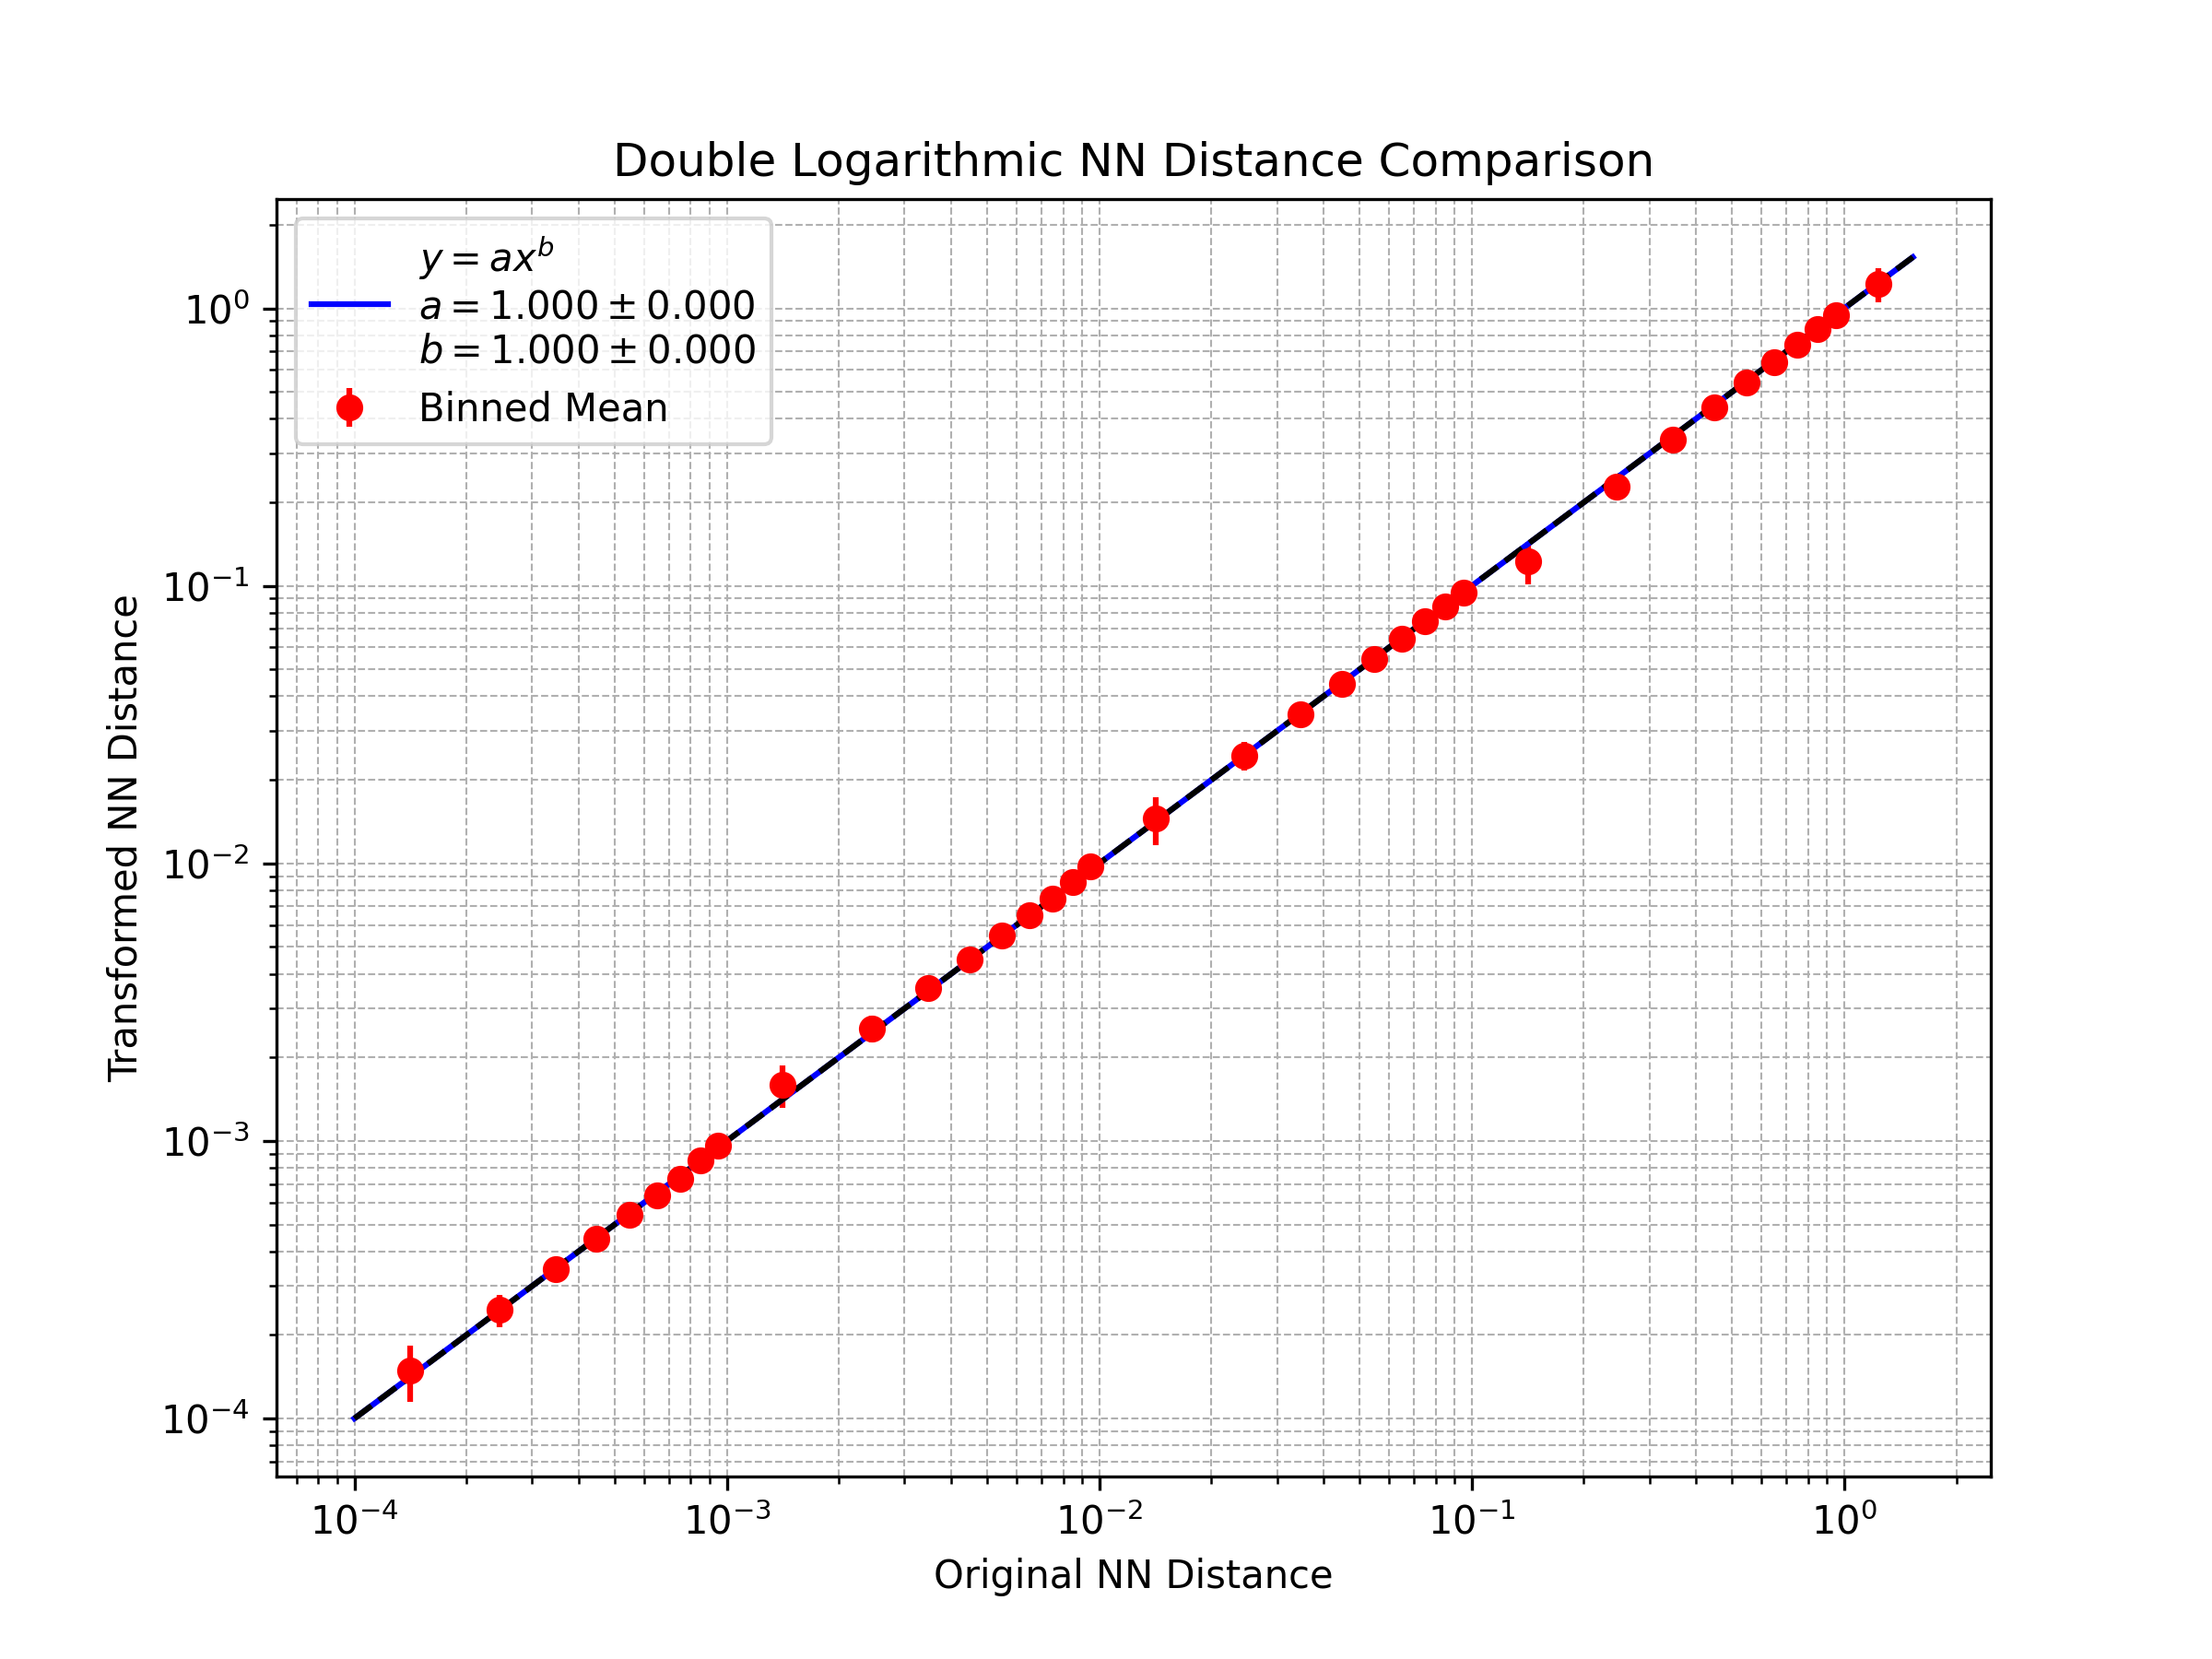 Double Logarithmic NN Distance Comparison
y = ax^b
a = 1.000 ± 0.000
b = 1.000 ± 0.000
Binned Mean
Transformed NN Distance
10^0
10^−1
10^−2
10^−3
10^−4
10^−4 10^−3 10^−2 10^−1 10^0
Original NN Distance